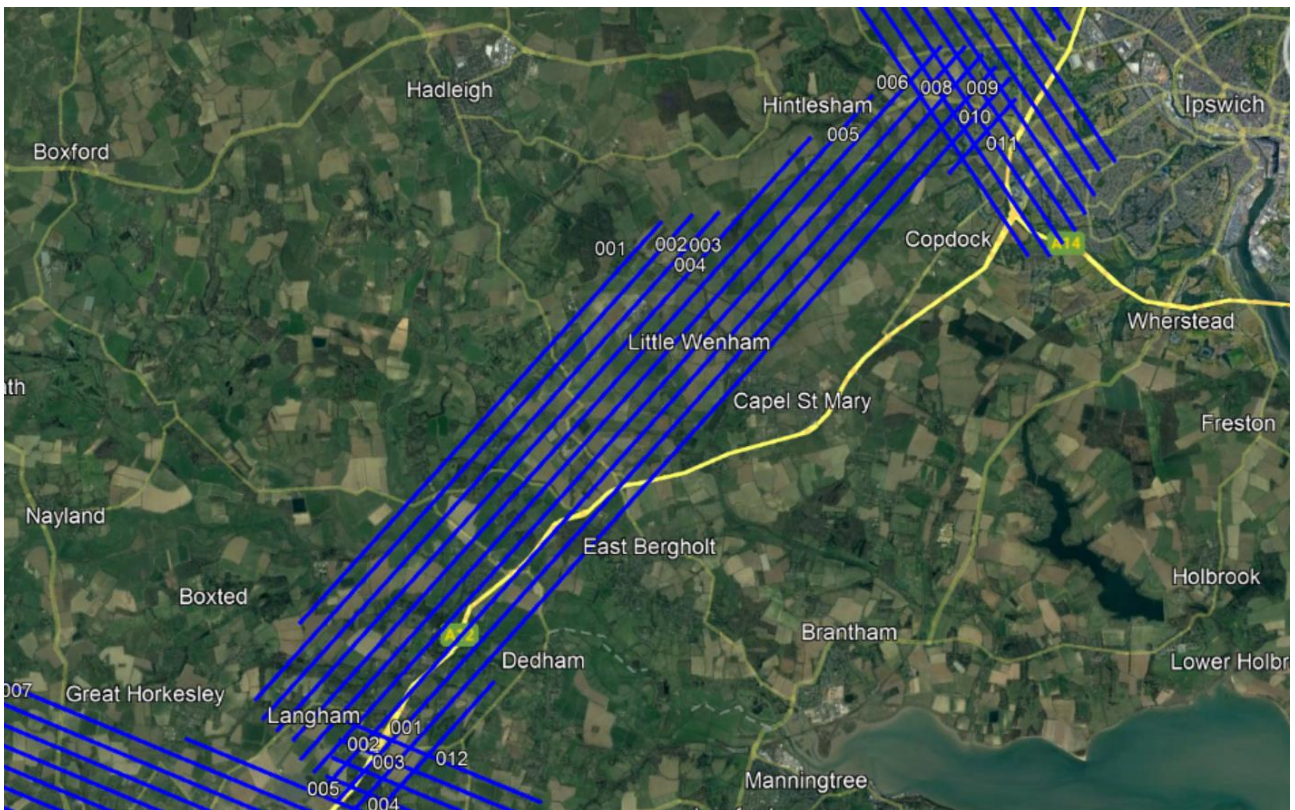 Hadleigh
006
008
009
Hintlesham
Ipswich
010
005
011
Boxford
001
002
003
Copdock
A14
004
Wherstead
Little Wenham
Capel St Mary
Freston
Nayland
East Bergholt
Holbrook
Boxted
Brantham
Dedham
Lower Holbr
007
Great Horkesley
Langham
001
002
003
012
005
Manningtree
004